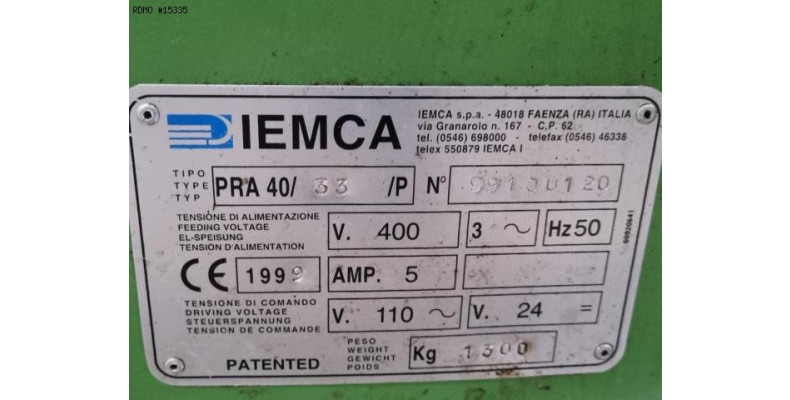 RDMO #15335
IEMCA
IEMCA s.p.a. - 48018 FAENZA (RA) ITALIA
via Granarolo n. 167 - C.P. 62
tel. (0546) 698000 - telefax (0546) 46338
telex 550879 IEMCA I
TIPO
TYPE
TYP
PRA 40/ 33 /P
N° 99100120
TENSIONE DI ALIMENTAZIONE
FEEDING VOLTAGE
EL-SPEISUNG
TENSION D'ALIMENTATION
V. 400
3 ~
Hz 50
CE
1999
AMP. 5
TENSIONE DI COMANDO
DRIVING VOLTAGE
STEUERSPANNUNG
TENSION DE COMMANDE
V. 110 ~
V. 24 =
PATENTED
PESO
WEIGHT
GEWICHT
POIDS
Kg 1300